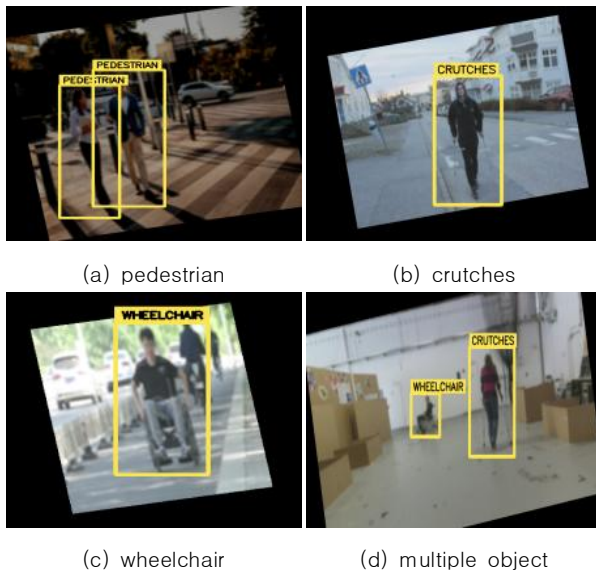 PEDESTRIAN
PEDESTRIAN
CRUTCHES
(a) pedestrian
(b) crutches
WHEELCHAIR
CRUTCHES
WHEELCHAIR
(c) wheelchair
(d) multiple object